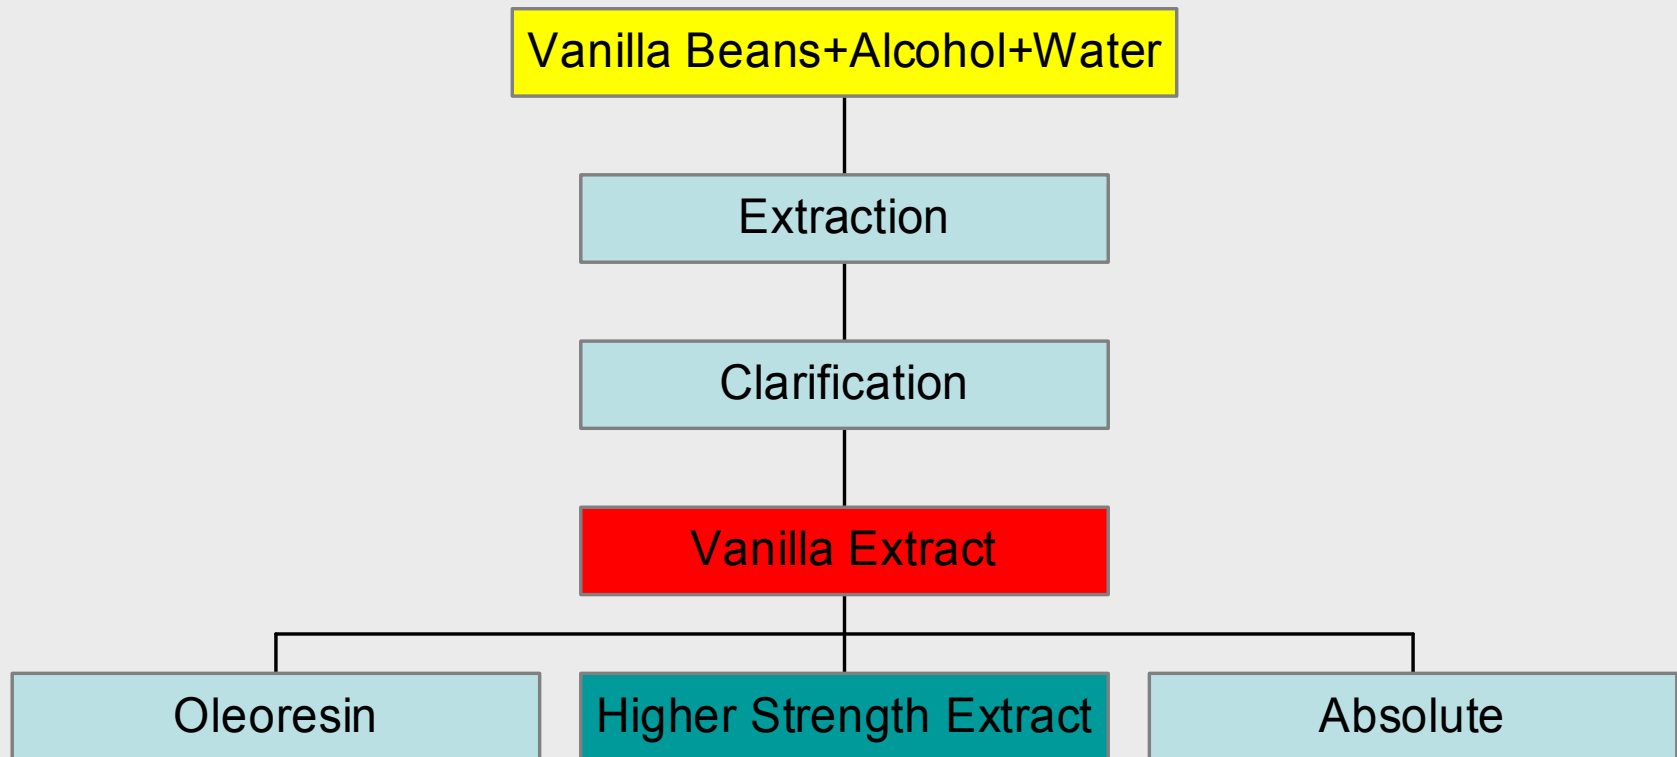 Vanilla Beans+Alcohol+Water
Extraction
Clarification
Vanilla Extract
Oleoresin
Higher Strength Extract
Absolute